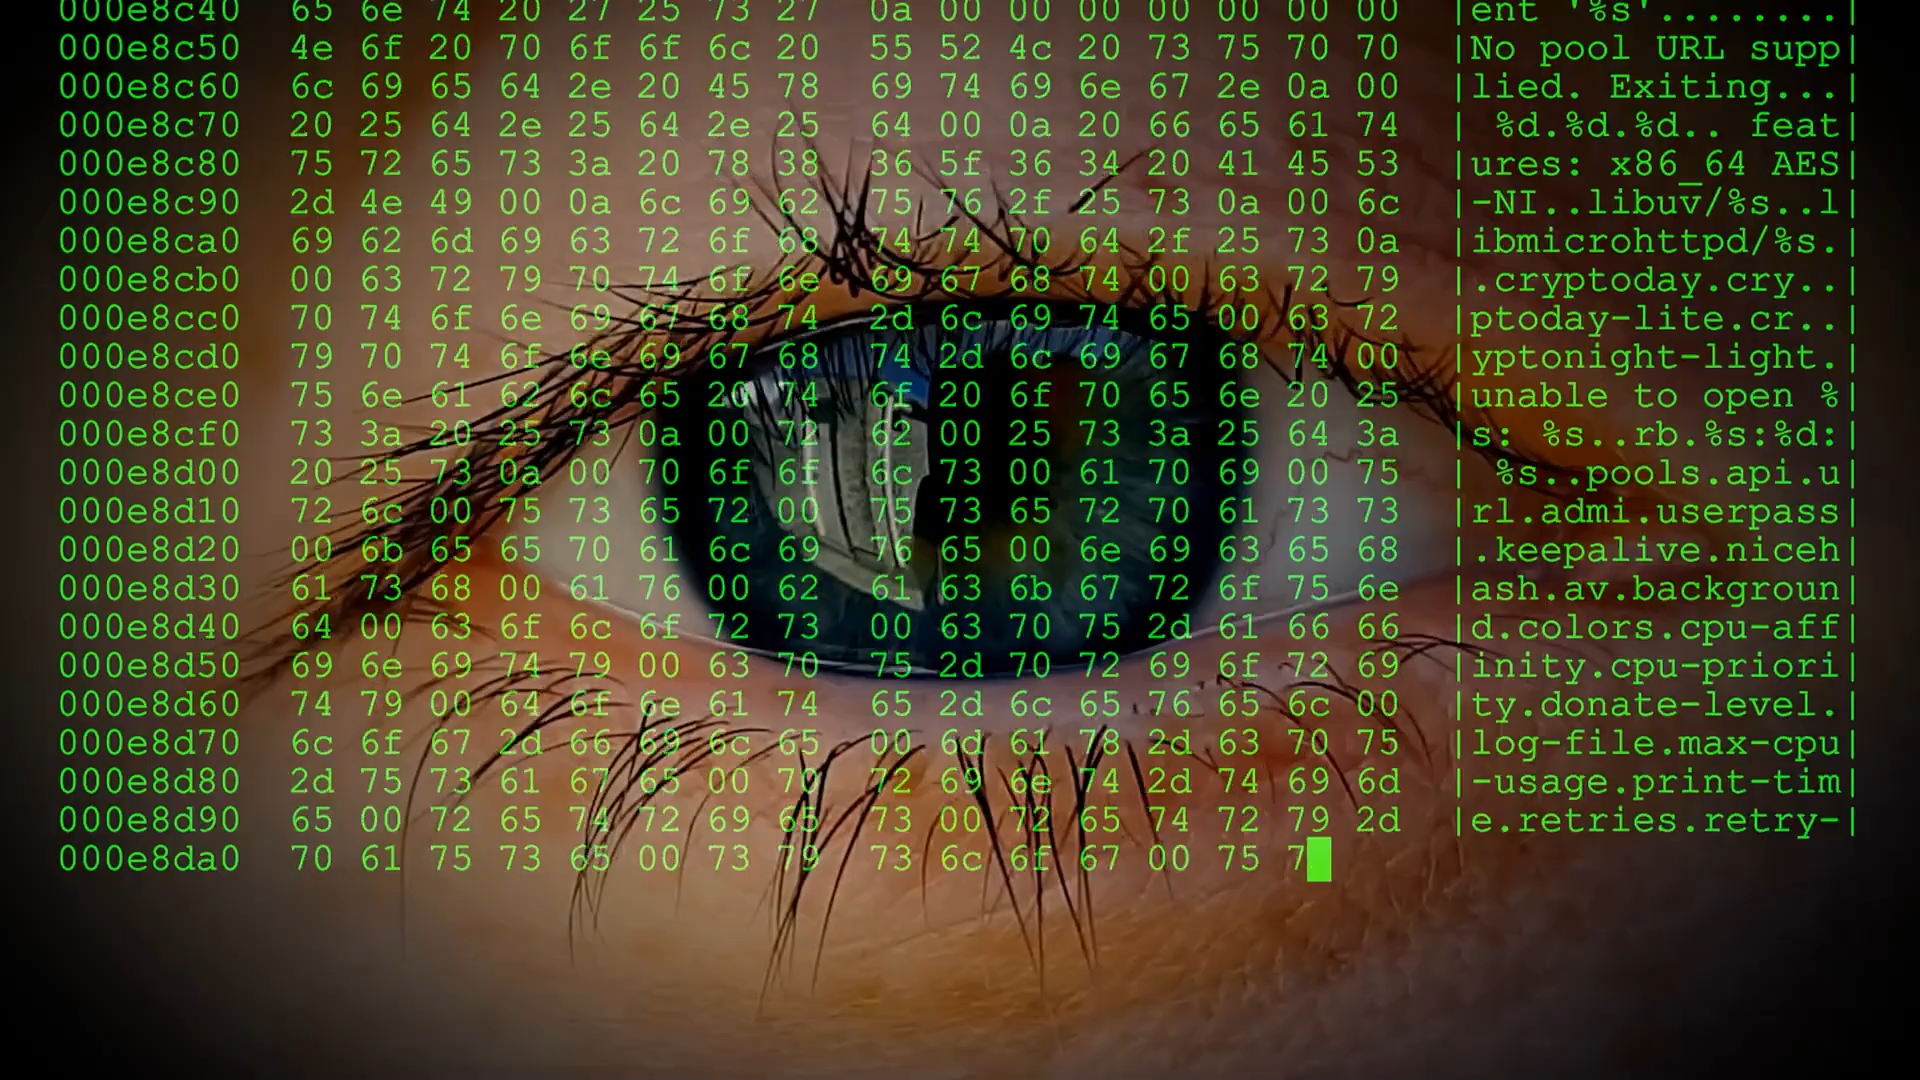 000e8c40 65 6e 74 20 27 25 73 27 0a 00 00 00 00 00 00 00 |ent '%s'........|
000e8c50 4e 6f 20 70 6f 6f 6c 20 55 52 4c 20 73 75 70 70 |No pool URL supp|
000e8c60 6c 69 65 64 2e 20 45 78 69 74 69 6e 67 2e 0a 00 |lied. Exiting...|
000e8c70 20 25 64 2e 25 64 2e 25 64 00 0a 20 66 65 61 74 | %d.%d.%d.. feat|
000e8c80 75 72 65 73 3a 20 78 38 36 5f 36 34 20 41 45 53 |ures: x86_64 AES|
000e8c90 2d 4e 49 00 0a 6c 69 62 75 76 2f 25 73 0a 00 6c |-NI..libuv/%s..l|
000e8ca0 69 62 6d 69 63 72 6f 68 74 74 70 64 2f 25 73 0a |ibmicrohttpd/%s.|
000e8cb0 00 63 72 79 70 74 6f 6e 69 67 68 74 00 63 72 79 |.cryptoday.cry..|
000e8cc0 70 74 6f 6e 69 67 68 74 2d 6c 69 74 65 00 63 72 |ptoday-lite.cr..|
000e8cd0 79 70 74 6f 6e 69 67 68 74 2d 6c 69 67 68 74 00 |yptonight-light.|
000e8ce0 75 6e 61 62 6c 65 20 74 6f 20 6f 70 65 6e 20 25 |unable to open %|
000e8cf0 73 3a 20 25 73 0a 00 72 62 00 25 73 3a 25 64 3a |s: %s..rb.%s:%d:|
000e8d00 20 25 73 0a 00 70 6f 6f 6c 73 00 61 70 69 00 75 | %s..pools.api.u|
000e8d10 72 6c 00 75 73 65 72 00 75 73 65 72 70 61 73 73 |rl.admi.userpass|
000e8d20 00 6b 65 65 70 61 6c 69 76 65 00 6e 69 63 65 68 |.keepalive.niceh|
000e8d30 61 73 68 00 61 76 00 62 61 63 6b 67 72 6f 75 6e |ash.av.backgroun|
000e8d40 64 00 63 6f 6c 6f 72 73 00 63 70 75 2d 61 66 66 |d.colors.cpu-aff|
000e8d50 69 6e 69 74 79 00 63 70 75 2d 70 72 69 6f 72 69 |inity.cpu-priori|
000e8d60 74 79 00 64 6f 6e 61 74 65 2d 6c 65 76 65 6c 00 |ty.donate-level.|
000e8d70 6c 6f 67 2d 66 69 6c 65 00 6d 61 78 2d 63 70 75 |log-file.max-cpu|
000e8d80 2d 75 73 61 67 65 00 70 72 69 6e 74 2d 74 69 6d |-usage.print-tim|
000e8d90 65 00 72 65 74 72 69 65 73 00 72 65 74 72 79 2d |e.retries.retry-|
000e8da0 70 61 75 73 65 00 73 79 73 6c 6f 67 00 75 7